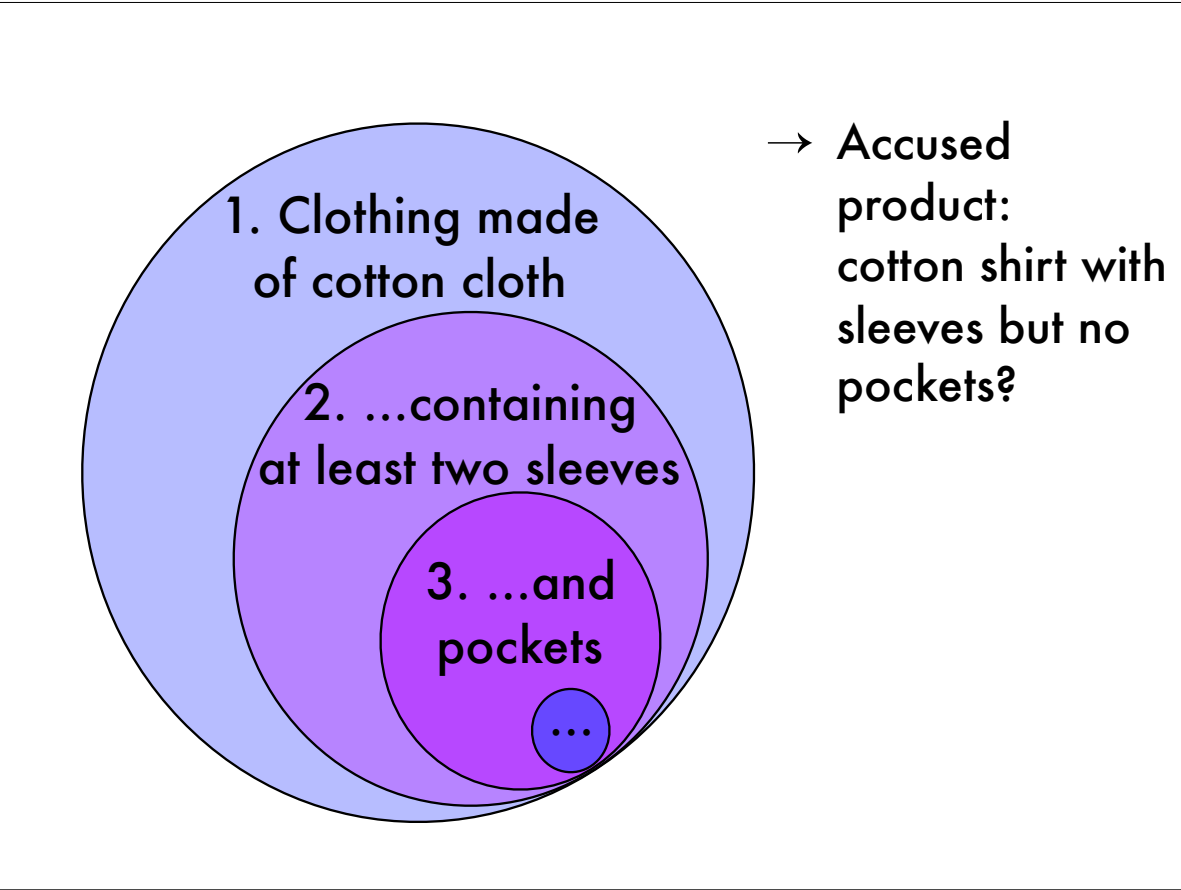 1. Clothing made
of cotton cloth
2. ...containing
at least two sleeves
3. ...and
pockets
...
→ Accused
product:
cotton shirt with
sleeves but no
pockets?